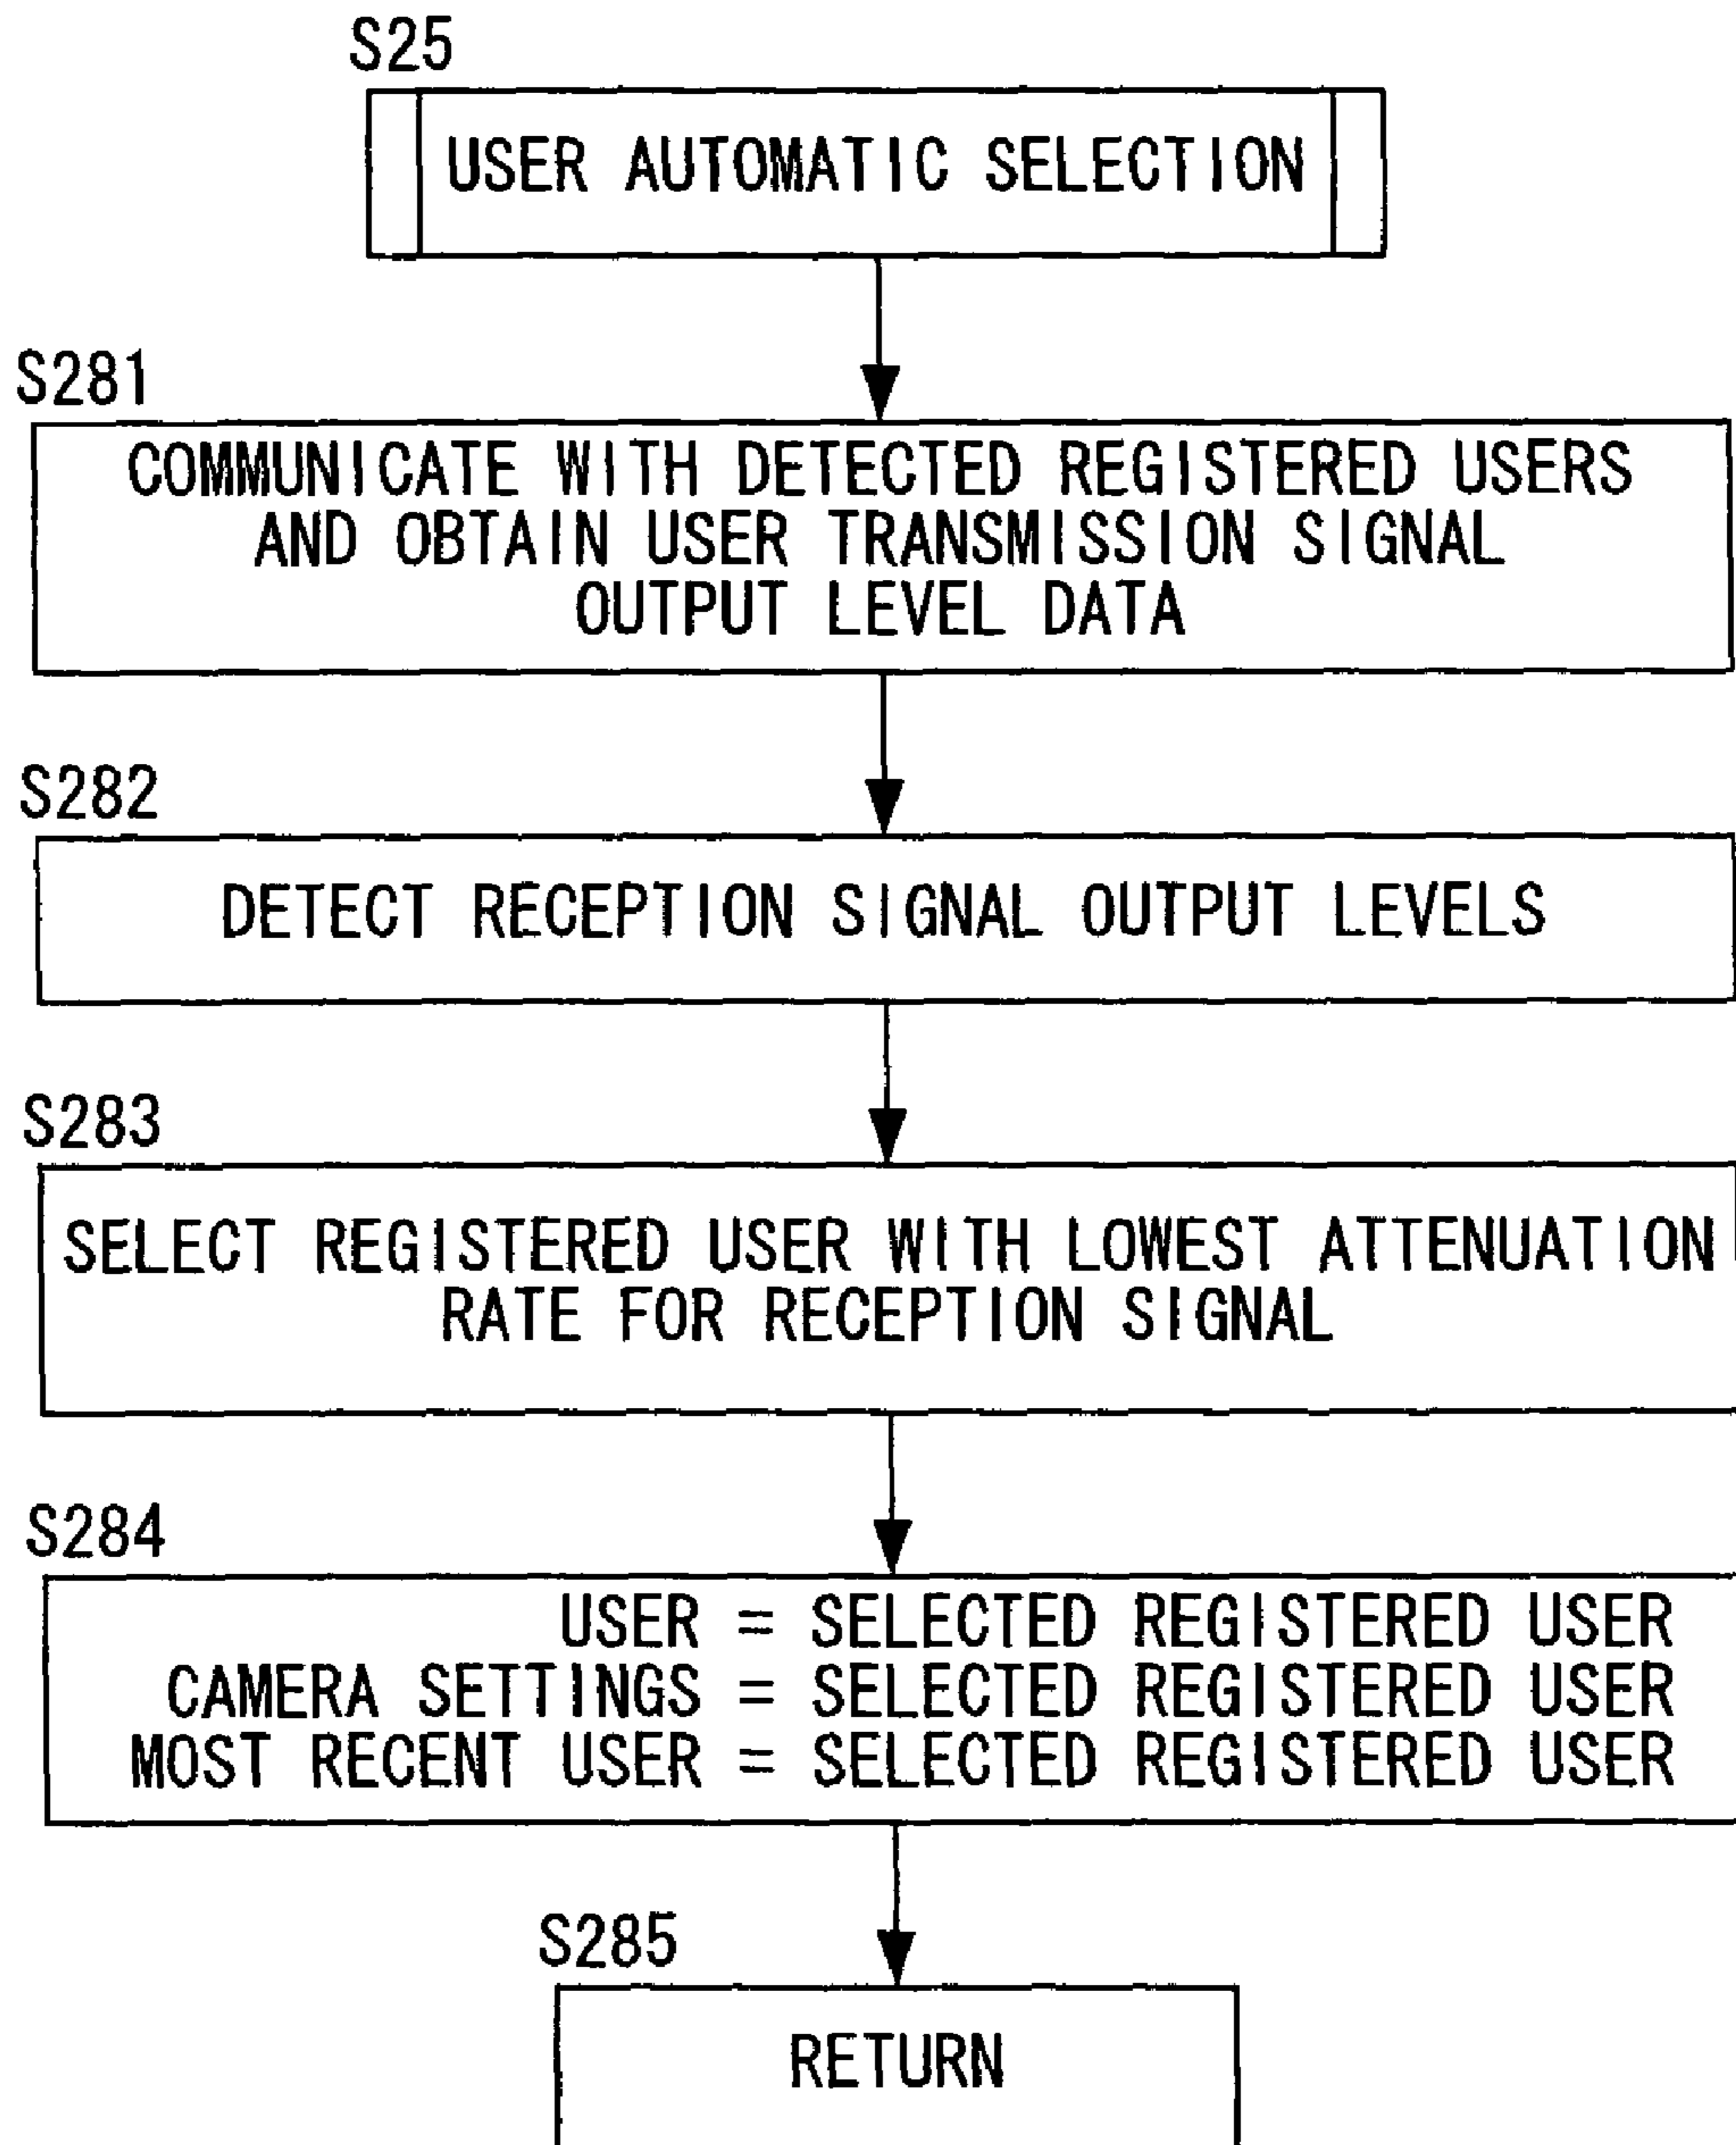 S25
USER AUTOMATIC SELECTION
S281
COMMUNICATE WITH DETECTED REGISTERED USERS
AND OBTAIN USER TRANSMISSION SIGNAL
OUTPUT LEVEL DATA
S282
DETECT RECEPTION SIGNAL OUTPUT LEVELS
S283
SELECT REGISTERED USER WITH LOWEST ATTENUATION
RATE FOR RECEPTION SIGNAL
S284
USER = SELECTED REGISTERED USER
CAMERA SETTINGS = SELECTED REGISTERED USER
MOST RECENT USER = SELECTED REGISTERED USER
S285
RETURN